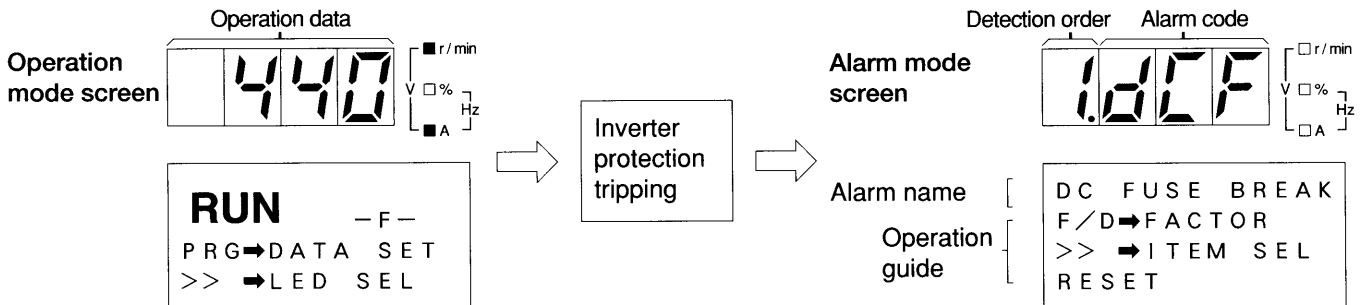 Operation data
Operation
mode screen
440
■ r/min
V □ %
Hz
■ A
RUN
–F–
PRG➡DATA SET
>> ➡LED SEL
Inverter
protection
tripping
Detection order
Alarm code
Alarm mode
screen
1.dCF
□ r/min
V □ %
Hz
□ A
Alarm name
DC FUSE BREAK
Operation
guide
F/D➡FACTOR
>> ➡ITEM SEL
RESET